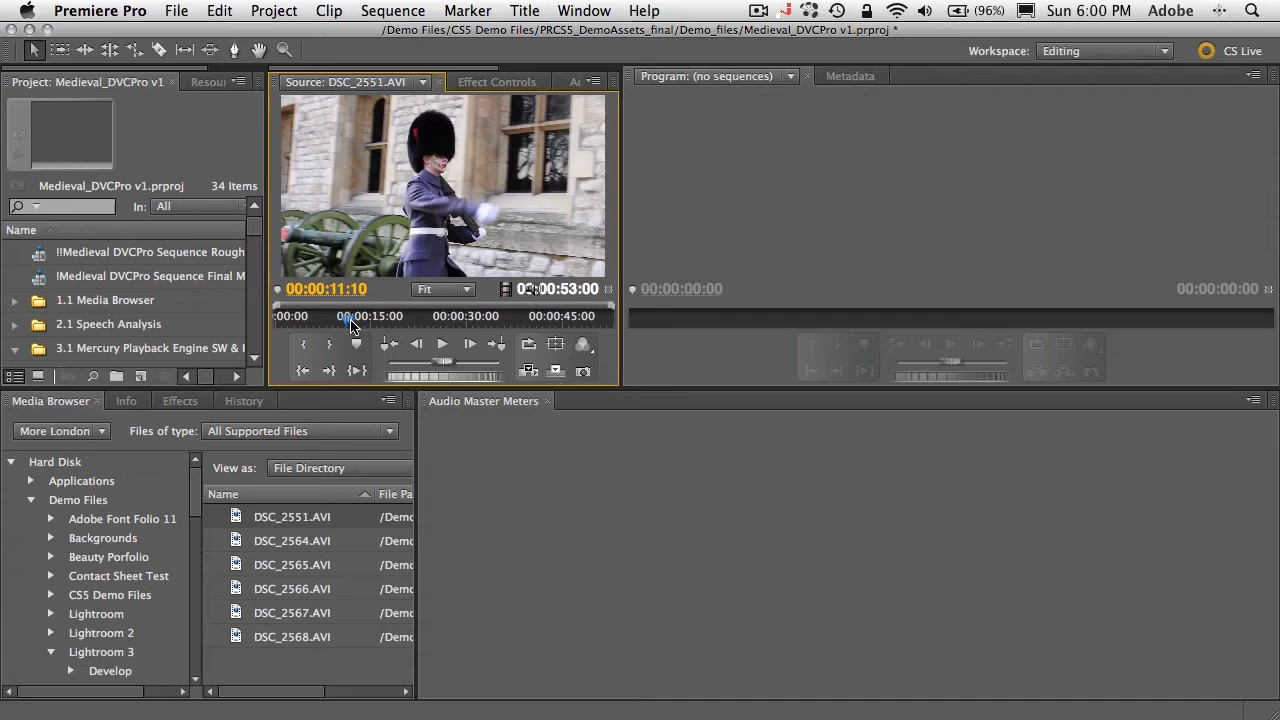 Premiere Pro File Edit Project Clip Sequence Marker Title Window Help (96%) Sun 6:00 PM Adobe
/Demo Files/CS5 Demo Files/PRCS5_DemoAssets_final/Demo_files/Medieval_DVCPro v1.prproj *
Workspace: Editing CS Live
Project: Medieval_DVCPro v1 Resou Source: DSC_2551.AVI Effect Controls Au Program: (no sequences) Metadata
Medieval_DVCPro v1.prproj 34 Items
In: All
Name
!!Medieval DVCPro Sequence Rough
!Medieval DVCPro Sequence Final M
1.1 Media Browser
2.1 Speech Analysis
3.1 Mercury Playback Engine SW &
00:00:11:10 Fit 00:00:53:00
:00:00 00:00:15:00 00:00:30:00 00:00:45:00
00:00:00:00 00:00:00:00
Media Browser Info Effects History Audio Master Meters
More London Files of type: All Supported Files
Hard Disk
Applications
Demo Files
Adobe Font Folio 11
Backgrounds
Beauty Porfolio
Contact Sheet Test
CS5 Demo Files
Lightroom
Lightroom 2
Lightroom 3
Develop
View as: File Directory
Name File Pa
DSC_2551.AVI /Demo
DSC_2564.AVI /Demo
DSC_2565.AVI /Demo
DSC_2566.AVI /Demo
DSC_2567.AVI /Demo
DSC_2568.AVI /Demo